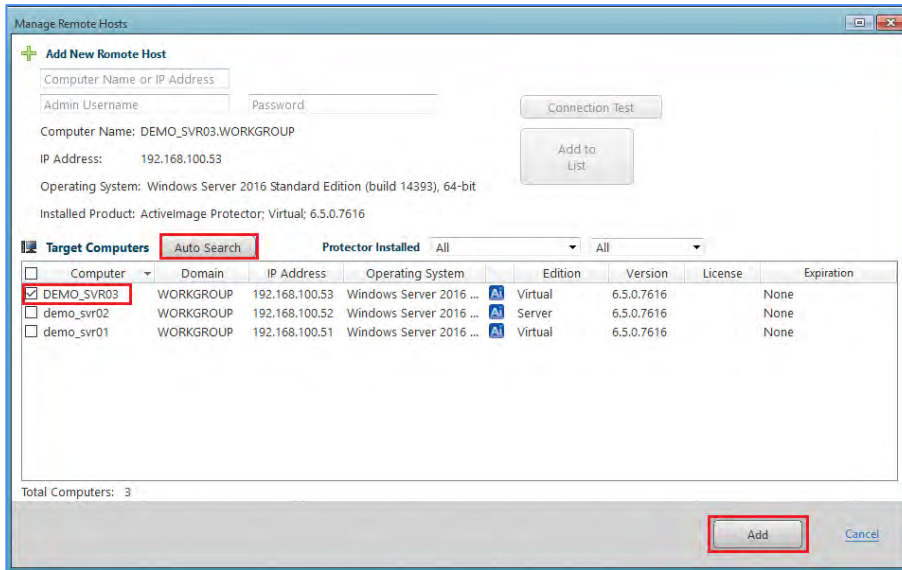 Manage Remote Hosts
Add New Romote Host
Computer Name or IP Address
Admin Username Password
Connection Test
Computer Name: DEMO_SVR03.WORKGROUP
Add to
List
IP Address: 192.168.100.53
Operating System: Windows Server 2016 Standard Edition (build 14393), 64-bit
Installed Product: ActiveImage Protector; Virtual; 6.5.0.7616
Target Computers Auto Search Protector Installed All All
Computer Domain IP Address Operating System Edition Version License Expiration
DEMO_SVR03 WORKGROUP 192.168.100.53 Windows Server 2016 ... Ai Virtual 6.5.0.7616 None
demo_svr02 WORKGROUP 192.168.100.52 Windows Server 2016 ... Ai Server 6.5.0.7616 None
demo_svr01 WORKGROUP 192.168.100.51 Windows Server 2016 ... Ai Virtual 6.5.0.7616 None
Total Computers: 3
Add Cancel